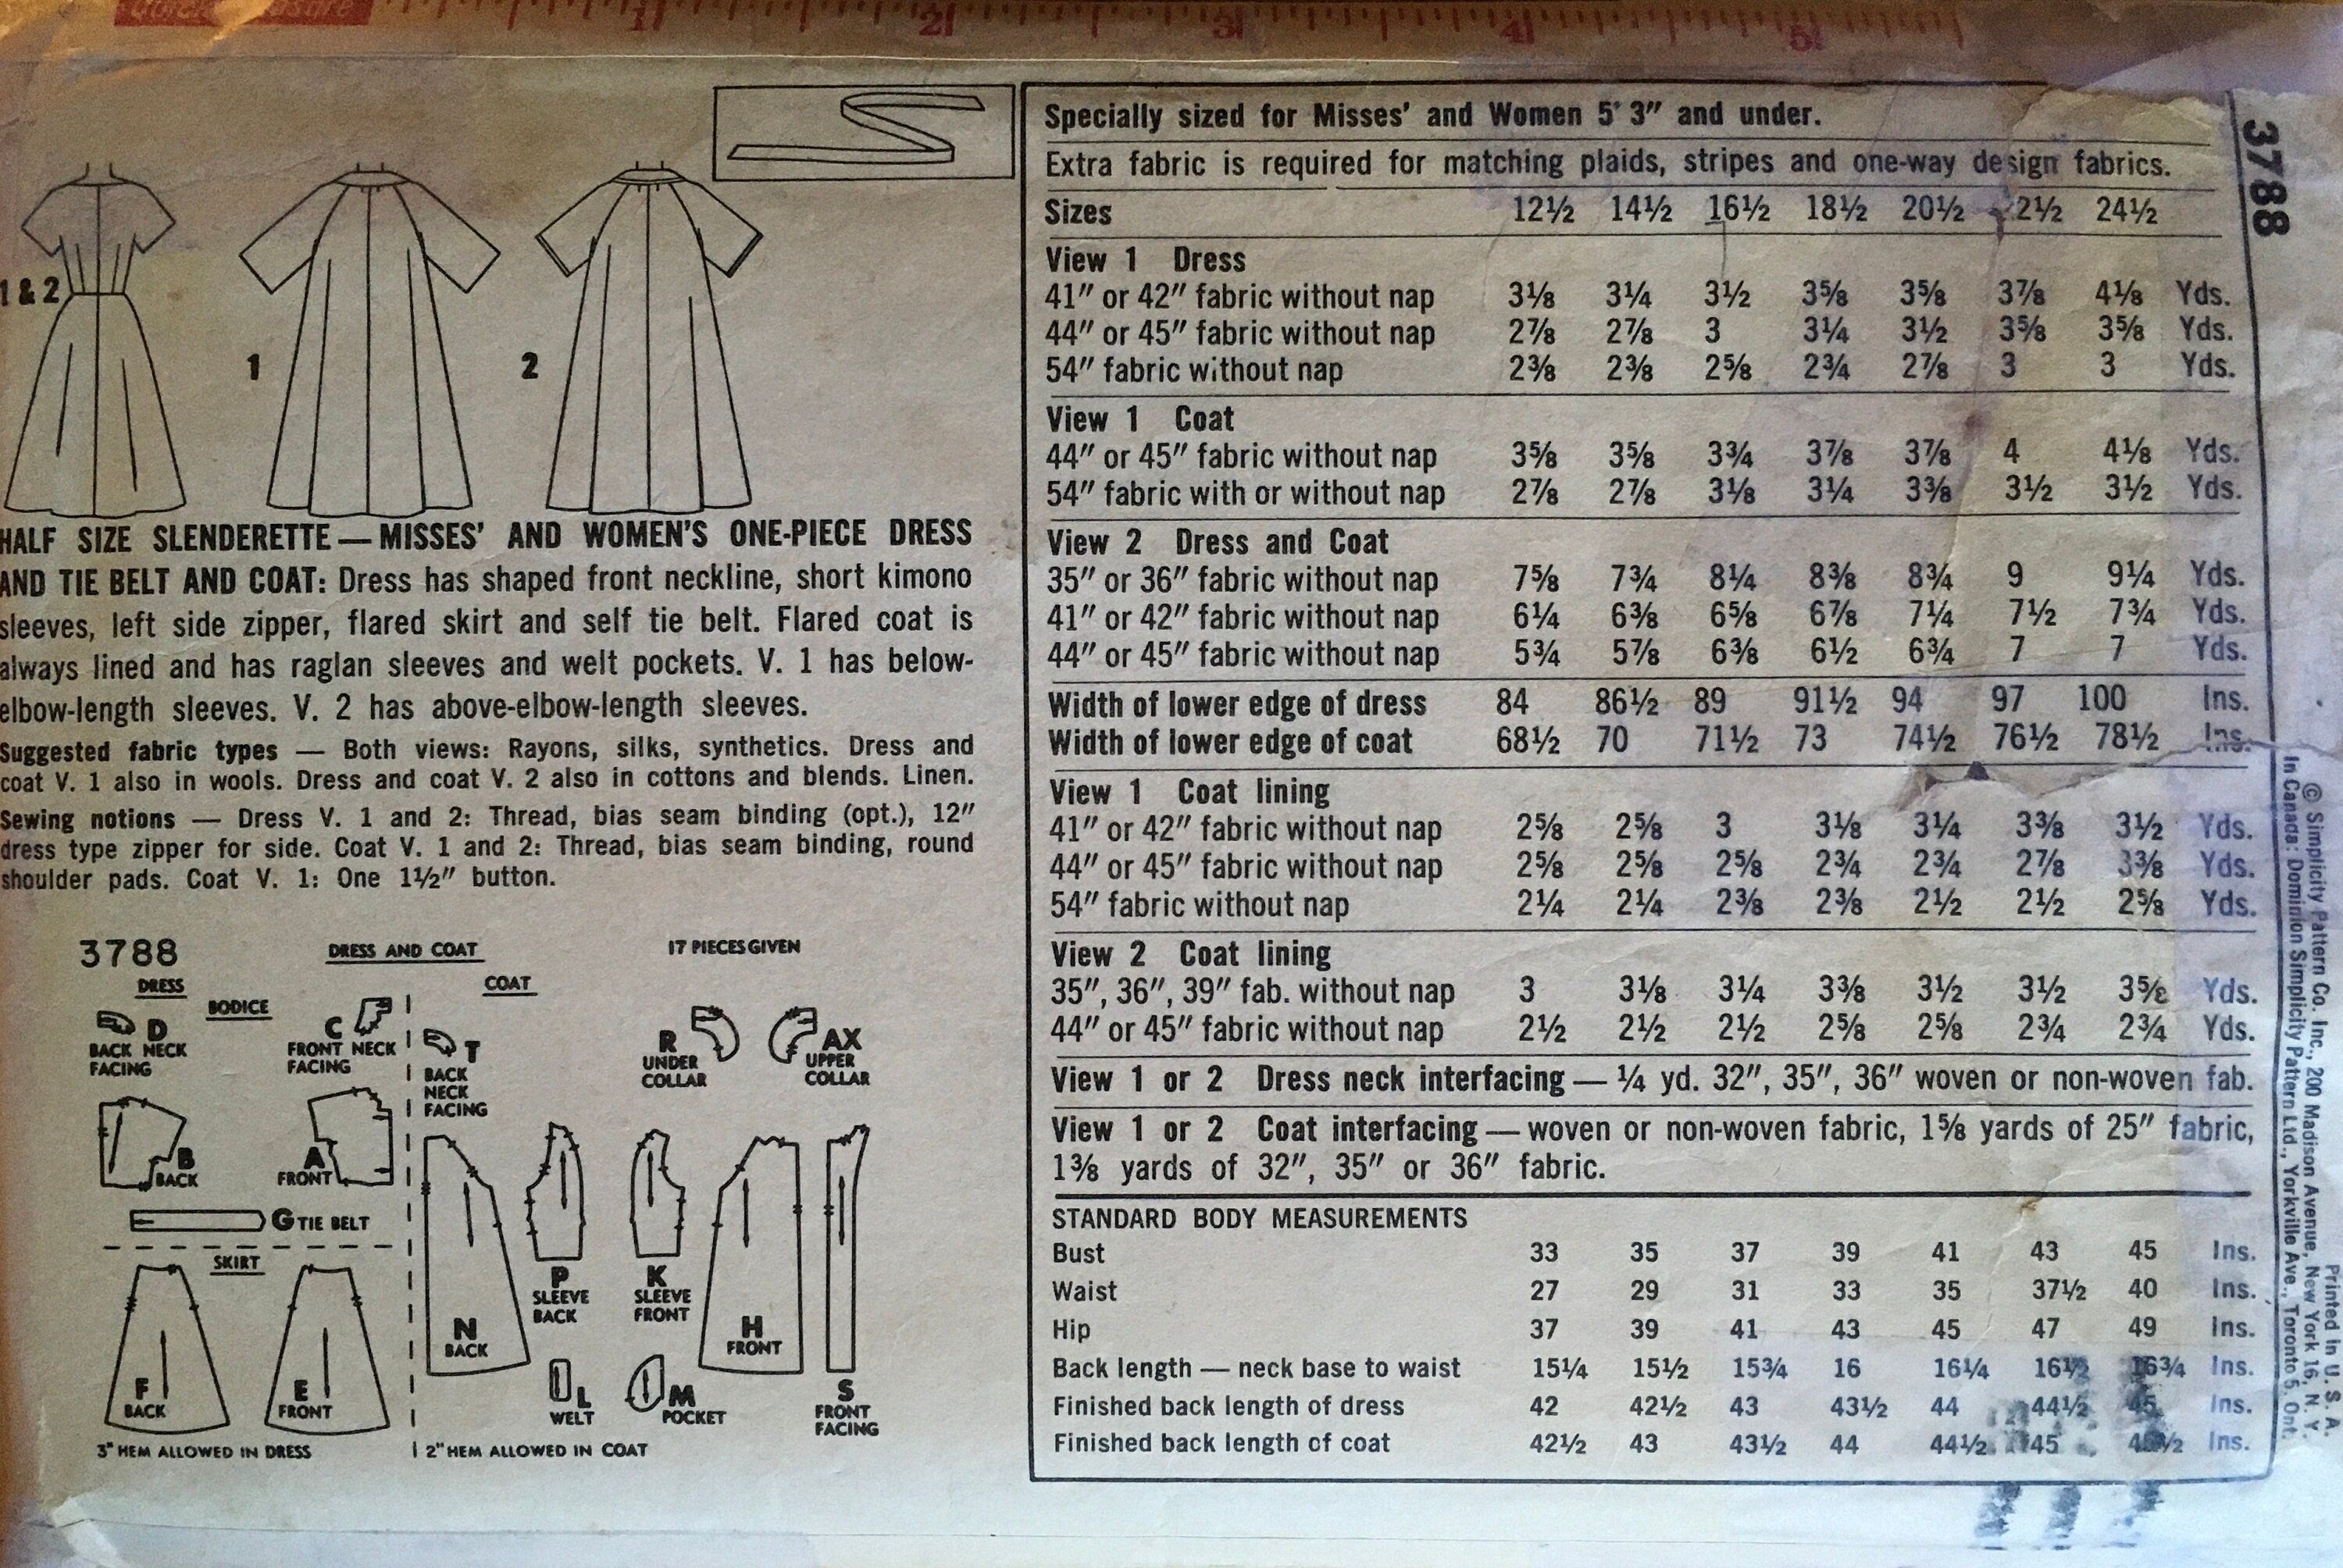 1 2 3 4 5
1 & 2
1
2
HALF SIZE SLENDERETTE — MISSES' AND WOMEN'S ONE-PIECE DRESS
AND TIE BELT AND COAT: Dress has shaped front neckline, short kimono
sleeves, left side zipper, flared skirt and self tie belt. Flared coat is
always lined and has raglan sleeves and welt pockets. V. 1 has below-
elbow-length sleeves. V. 2 has above-elbow-length sleeves.
Suggested fabric types — Both views: Rayons, silks, synthetics. Dress and
coat V. 1 also in wools. Dress and coat V. 2 also in cottons and blends. Linen.
Sewing notions — Dress V. 1 and 2: Thread, bias seam binding (opt.), 12"
dress type zipper for side. Coat V. 1 and 2: Thread, bias seam binding, round
shoulder pads. Coat V. 1: One 1½" button.
3788 DRESS AND COAT 17 PIECES GIVEN
DRESS
BODICE
COAT
D
BACK NECK
FACING
C
FRONT NECK
FACING
T
BACK
NECK
FACING
R
UNDER
COLLAR
AX
UPPER
COLLAR
B
BACK
A
FRONT
G TIE BELT
SKIRT
F
BACK
E
FRONT
N
BACK
P
SLEEVE
BACK
K
SLEEVE
FRONT
H
FRONT
L
WELT
M
POCKET
S
FRONT
FACING
3" HEM ALLOWED IN DRESS
2" HEM ALLOWED IN COAT
Specially sized for Misses' and Women 5' 3" and under.
Extra fabric is required for matching plaids, stripes and one-way design fabrics.
Sizes 12½ 14½ 16½ 18½ 20½ 22½ 24½
View 1 Dress
41" or 42" fabric without nap 3⅛ 3¼ 3½ 3⅝ 3⅝ 3⅞ 4⅛ Yds.
44" or 45" fabric without nap 2⅞ 2⅞ 3 3¼ 3½ 3⅝ 3⅝ Yds.
54" fabric without nap 2⅜ 2⅜ 2⅝ 2¾ 2⅞ 3 3 Yds.
View 1 Coat
44" or 45" fabric without nap 3⅝ 3⅝ 3¾ 3⅞ 3⅞ 4 4⅛ Yds.
54" fabric with or without nap 2⅞ 2⅞ 3⅛ 3¼ 3⅜ 3½ 3½ Yds.
View 2 Dress and Coat
35" or 36" fabric without nap 7⅝ 7¾ 8¼ 8⅜ 8¾ 9 9¼ Yds.
41" or 42" fabric without nap 6¼ 6⅜ 6⅝ 6⅞ 7¼ 7½ 7¾ Yds.
44" or 45" fabric without nap 5¾ 5⅞ 6⅜ 6½ 6¾ 7 7 Yds.
Width of lower edge of dress 84 86½ 89 91½ 94 97 100 Ins.
Width of lower edge of coat 68½ 70 71½ 73 74½ 76½ 78½ Ins.
View 1 Coat lining
41" or 42" fabric without nap 2⅝ 2⅝ 3 3⅛ 3¼ 3⅜ 3½ Yds.
44" or 45" fabric without nap 2⅝ 2⅝ 2⅝ 2¾ 2¾ 2⅞ 3⅜ Yds.
54" fabric without nap 2¼ 2¼ 2⅜ 2⅜ 2½ 2½ 2⅝ Yds.
View 2 Coat lining
35", 36", 39" fab. without nap 3 3⅛ 3¼ 3⅜ 3½ 3½ 3⅝ Yds.
44" or 45" fabric without nap 2½ 2½ 2½ 2⅝ 2⅝ 2¾ 2¾ Yds.
View 1 or 2 Dress neck interfacing — ¼ yd. 32", 35", 36" woven or non-woven fab.
View 1 or 2 Coat interfacing — woven or non-woven fabric, 1⅝ yards of 25" fabric,
1⅜ yards of 32", 35" or 36" fabric.
STANDARD BODY MEASUREMENTS
Bust 33 35 37 39 41 43 45 Ins.
Waist 27 29 31 33 35 37½ 40 Ins.
Hip 37 39 41 43 45 47 49 Ins.
Back length — neck base to waist 15¼ 15½ 15¾ 16 16¼ 16½ 16¾ Ins.
Finished back length of dress 42 42½ 43 43½ 44 44½ 45 Ins.
Finished back length of coat 42½ 43 43½ 44 44½ 45 45½ Ins.
3788
© Simplicity Pattern Co. Inc., 200 Madison Avenue, New York 16, N. Y.
In Canada: Dominion Simplicity Pattern Ltd., Yorkville Ave., Toronto 5, Ont.
Printed in U. S. A.